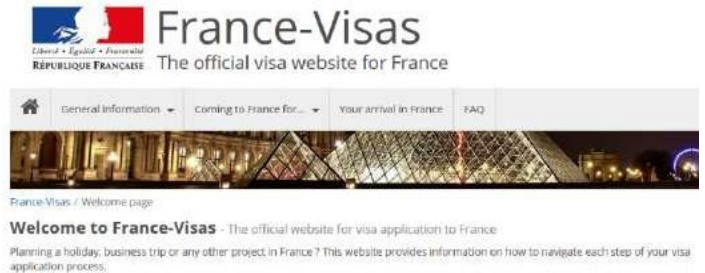 France-Visas
Liberté • Égalité • Fraternité
RÉPUBLIQUE FRANÇAISE
The official visa website for France
General Information
Coming to France for...
Your arrival in France
FAQ
France-Visas / Welcome page
Welcome to France-Visas - The official website for visa application to France
Planning a holiday, business trip or any other project in France ? This website provides information on how to navigate each step of your visa
application process.